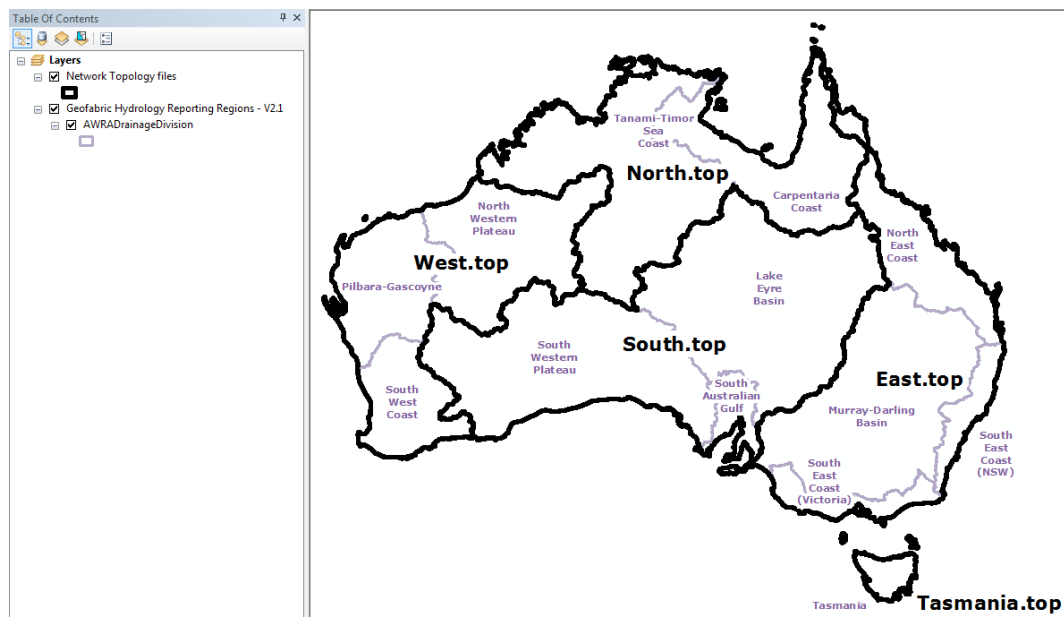 Table Of Contents
Layers
Network Topology files
Geofabric Hydrology Reporting Regions - V2.1
AWRADrainageDivision
Tanami-Timor
Sea
Coast
North.top
Carpentaria
Coast
North
Western
Plateau
North
East
Coast
West.top
Pilbara-Gascoyne
Lake
Eyre
Basin
South.top
South
Western
Plateau
South
West
Coast
South
Australian
Gulf
East.top
Murray-Darling
Basin
South
East
Coast
(NSW)
South
East
Coast
(Victoria)
Tasmania
Tasmania.top